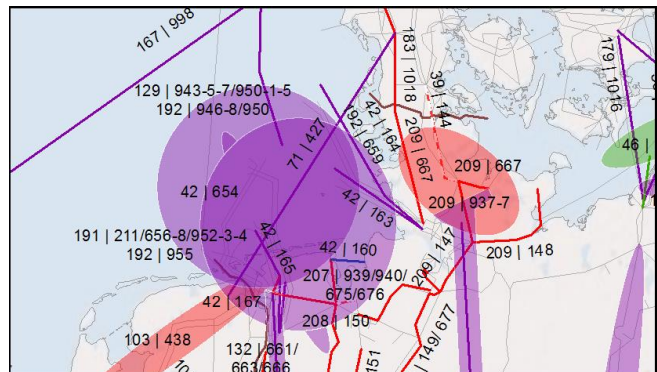 167 | 998
183 | 1018
179 | 1016
39 | 144
129 | 943-5-7/950-1-5
192 | 946-8/950
71 | 427
192 | 659
42 | 164
209 | 667
46 |
209 | 667
42 | 654
42 | 163
209 | 937-7
191 | 211/656-8/952-3-4
192 | 955
42 | 165
42 | 160
209 | 147
209 | 148
207 | 939/940/
675/676
42 | 167
208 | 150
103 | 438
132 | 661/
663/666
151
149/ 677